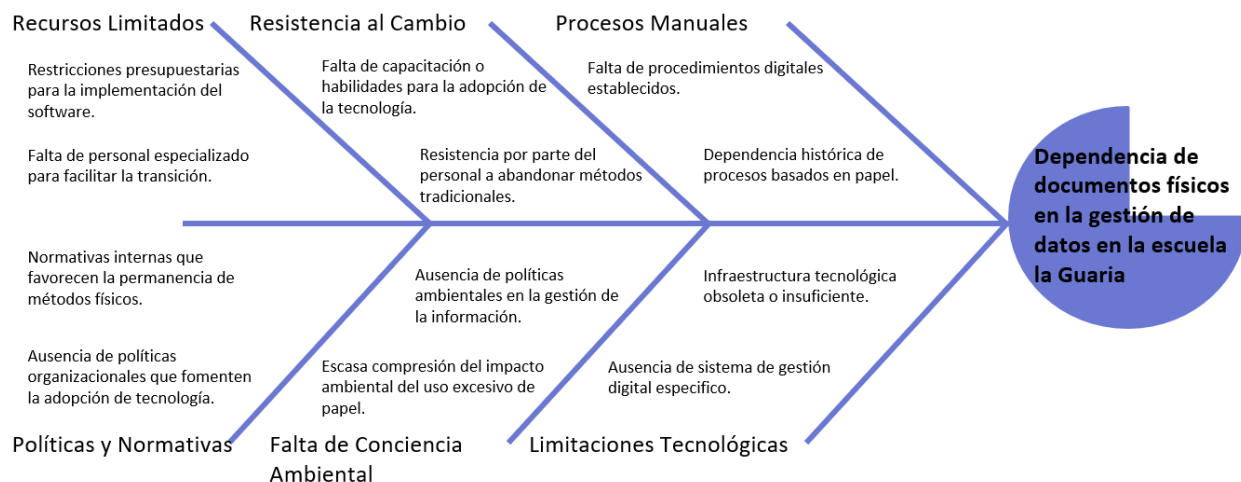 Recursos Limitados
Resistencia al Cambio
Procesos Manuales
Restricciones presupuestarias
para la implementación del
software.
Falta de personal especializado
para facilitar la transición.
Falta de capacitación o
habilidades para la adopción de
la tecnología.
Resistencia por parte del
personal a abandonar métodos
tradicionales.
Falta de procedimientos digitales
establecidos.
Dependencia histórica de
procesos basados en papel.
Dependencia de
documentos físicos
en la gestión de
datos en la escuela
la Guaria
Normativas internas que
favorecen la permanencia de
métodos físicos.
Ausencia de políticas
organizacionales que fomenten
la adopción de tecnología.
Ausencia de políticas
ambientales en la gestión de
la información.
Escasa compresión del impacto
ambiental del uso excesivo de
papel.
Infraestructura tecnológica
obsoleta o insuficiente.
Ausencia de sistema de gestión
digital especifico.
Políticas y Normativas
Falta de Conciencia
Ambiental
Limitaciones Tecnológicas